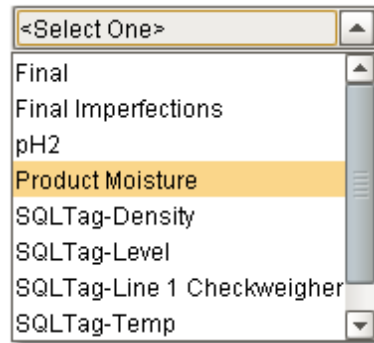 <Select One>
Final
Final Imperfections
pH2
Product Moisture
SQLTag-Density
SQLTag-Level
SQLTag-Line 1 Checkweigher
SQLTag-Temp